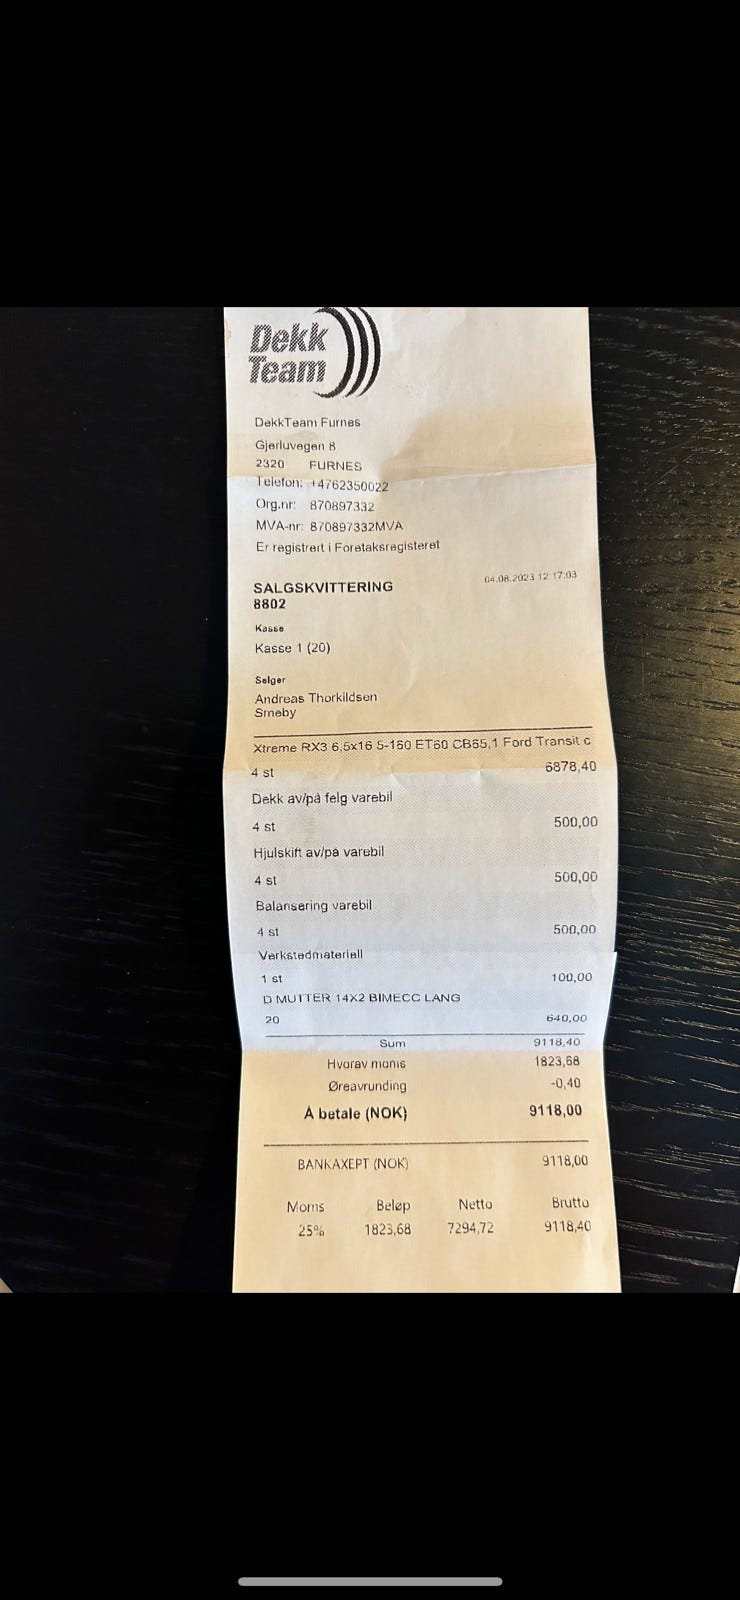 Dekk
Team
DekkTeam Furnes
Gjerluvegen 8
2320 FURNES
Telefon: +4762350022
Org.nr: 870897332
MVA-nr: 870897332MVA
Er registrert i Foretaksregisteret
SALGSKVITTERING 04.08.2023 12:17:03
8802
Kasse
Kasse 1 (20)
Selger
Andreas Thorkildsen
Smeby
Xtreme RX3 6,5x16 5-160 ET60 CB65,1 Ford Transit c
4 st 6878,40
Dekk av/på felg varebil
4 st 500,00
Hjulskift av/på varebil
4 st 500,00
Balansering varebil
4 st 500,00
Verkstedmateriell
1 st 100,00
D MUTTER 14X2 BIMECC LANG
20 640,00
Sum 9118,40
Hvorav moms 1823,68
Øreavrunding -0,40
Å betale (NOK) 9118,00
BANKAXEPT (NOK) 9118,00
Moms Beløp Netto Brutto
25% 1823,68 7294,72 9118,40